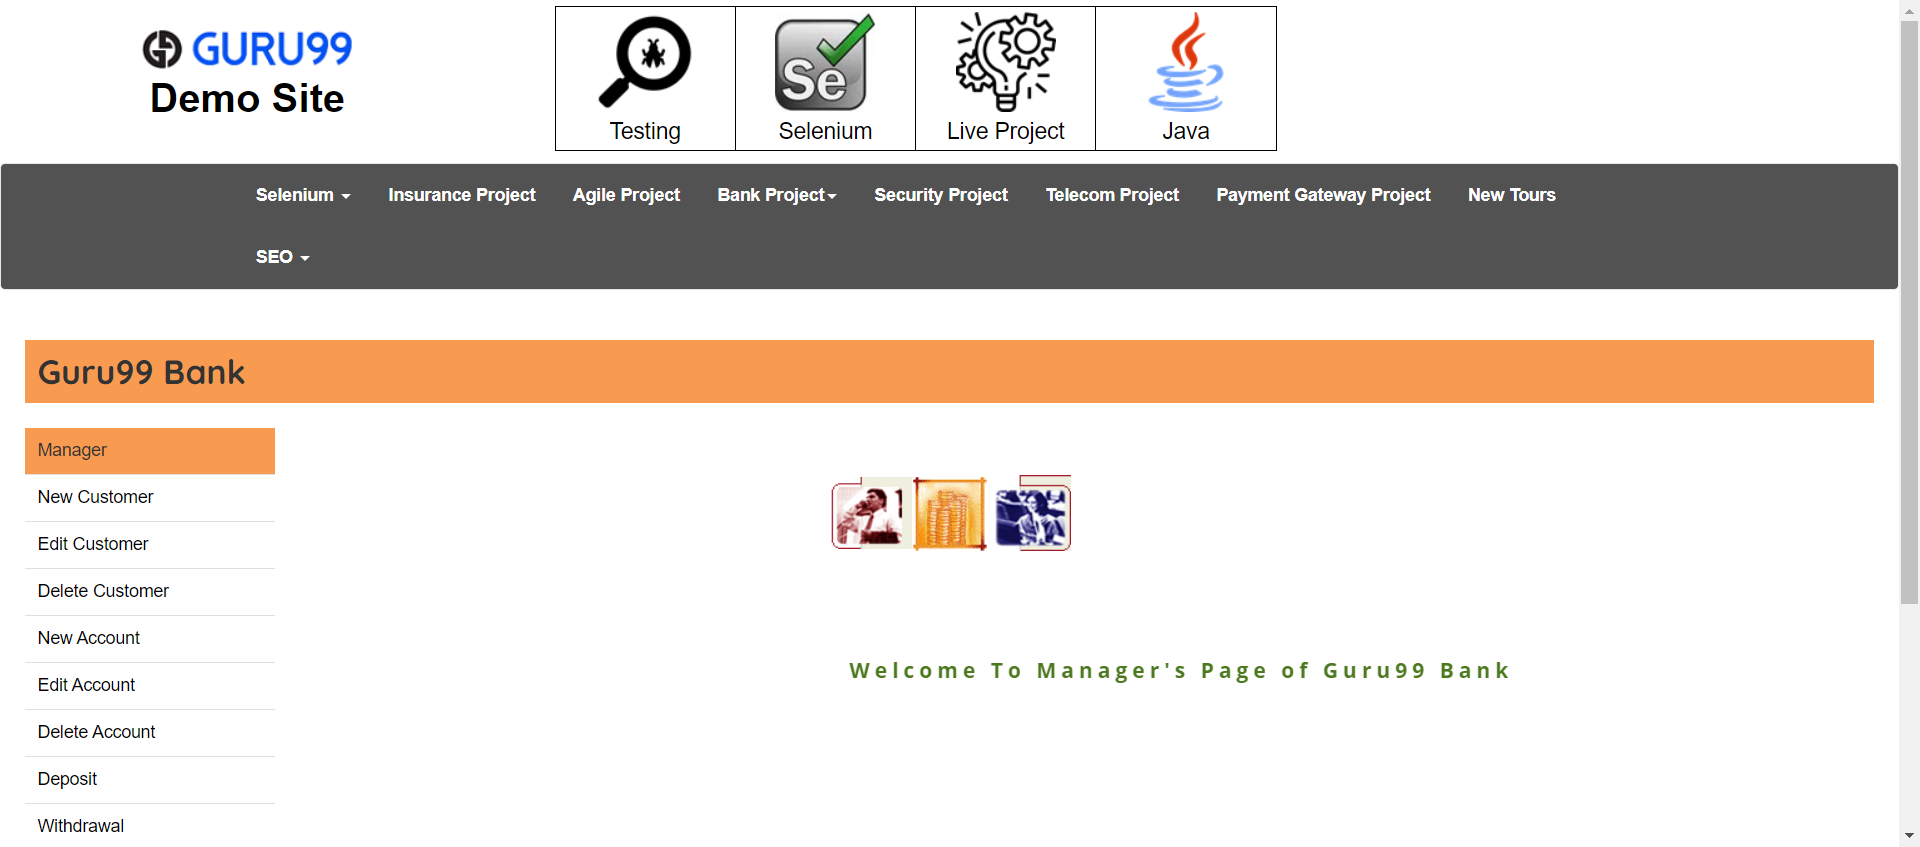 GURU99
Demo Site
Se
Testing
Selenium
Live Project
Java
Selenium
Insurance Project
Agile Project
Bank Project
Security Project
Telecom Project
Payment Gateway Project
New Tours
SEO
Guru99 Bank
Manager
New Customer
Edit Customer
Delete Customer
New Account
Edit Account
Delete Account
Deposit
Withdrawal
Welcome To Manager's Page of Guru99 Bank